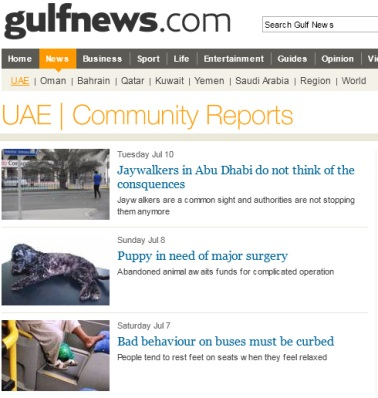 gulfnews.com
Search Gulf News
Home News Business Sport Life Entertainment Guides Opinion
UAE | Oman | Bahrain | Qatar | Kuwait | Yemen | Saudi Arabia | Region | World
UAE | Community Reports
Tuesday Jul 10
Jaywalkers in Abu Dhabi do not think of the
consquences
Jaywalkers are a common sight and authorities are not stopping
them anymore
Sunday Jul 8
Puppy in need of major surgery
Abandoned animal awaits funds for complicated operation
Saturday Jul 7
Bad behaviour on buses must be curbed
People tend to rest feet on seats when they feel relaxed